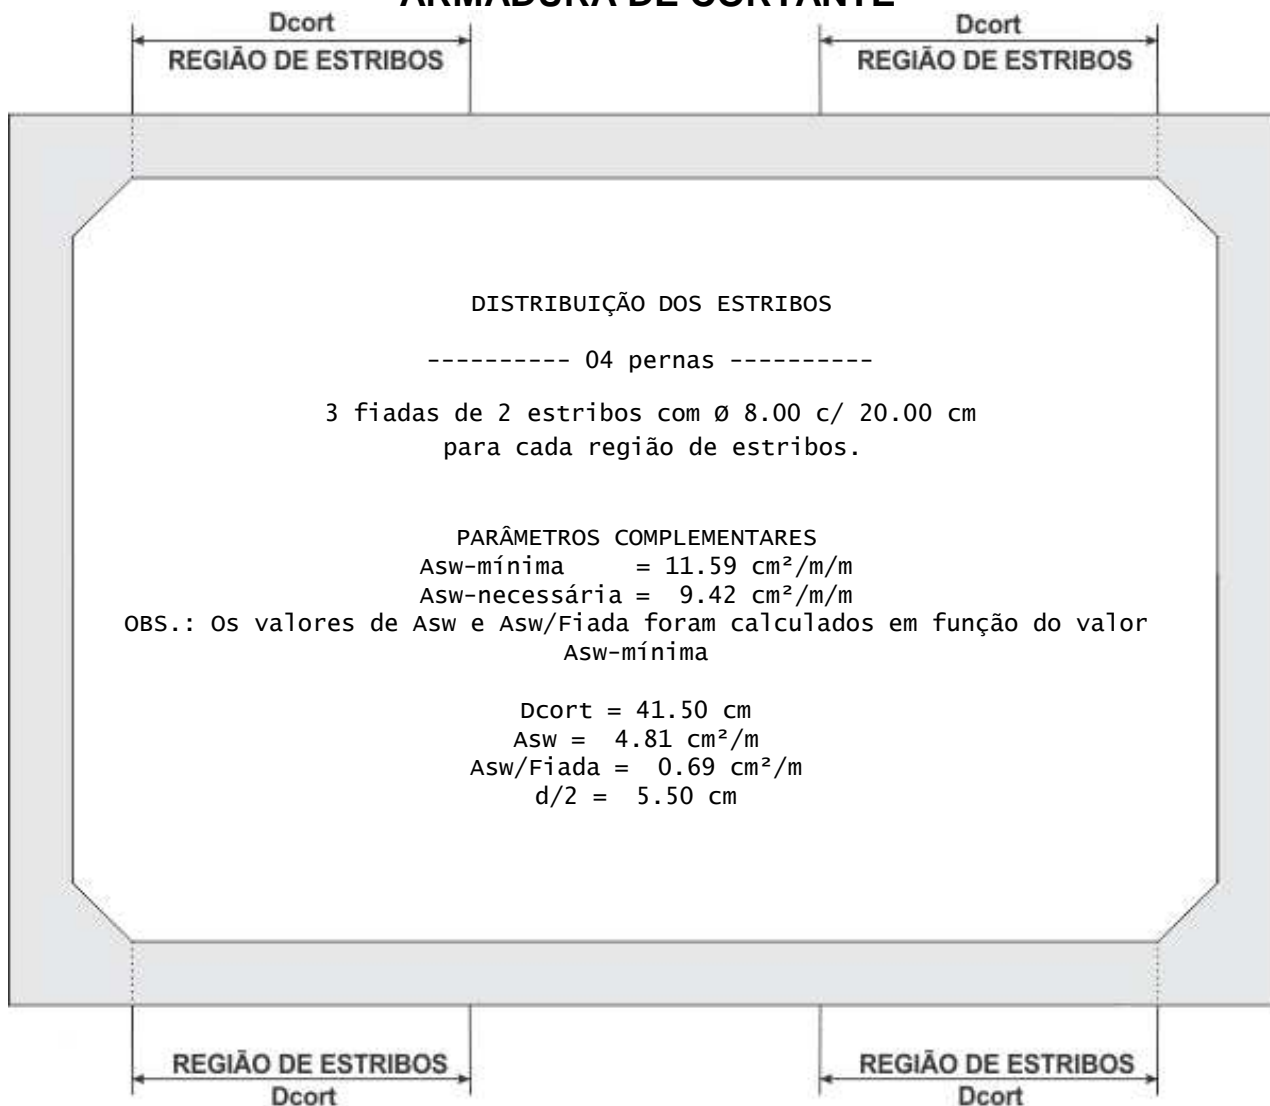 ARMADURA DE CORTANTE
Dcort
Dcort
REGIÃO DE ESTRIBOS
REGIÃO DE ESTRIBOS
DISTRIBUIÇÃO DOS ESTRIBOS
---------- 04 pernas ----------
3 fiadas de 2 estribos com Ø 8.00 c/ 20.00 cm
para cada região de estribos.
PARÂMETROS COMPLEMENTARES
Asw-mínima = 11.59 cm²/m/m
Asw-necessária = 9.42 cm²/m/m
OBS.: Os valores de Asw e Asw/Fiada foram calculados em função do valor
Asw-mínima
Dcort = 41.50 cm
Asw = 4.81 cm²/m
Asw/Fiada = 0.69 cm²/m
d/2 = 5.50 cm
REGIÃO DE ESTRIBOS
REGIÃO DE ESTRIBOS
Dcort
Dcort